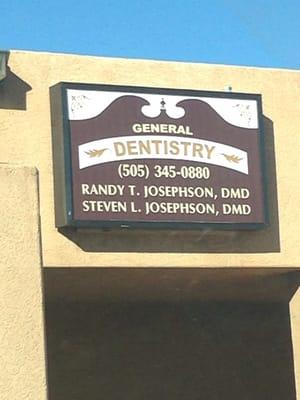 GENERAL
DENTISTRY
(505) 345-0880
RANDY T. JOSEPHSON, DMD
STEVEN L. JOSEPHSON, DMD